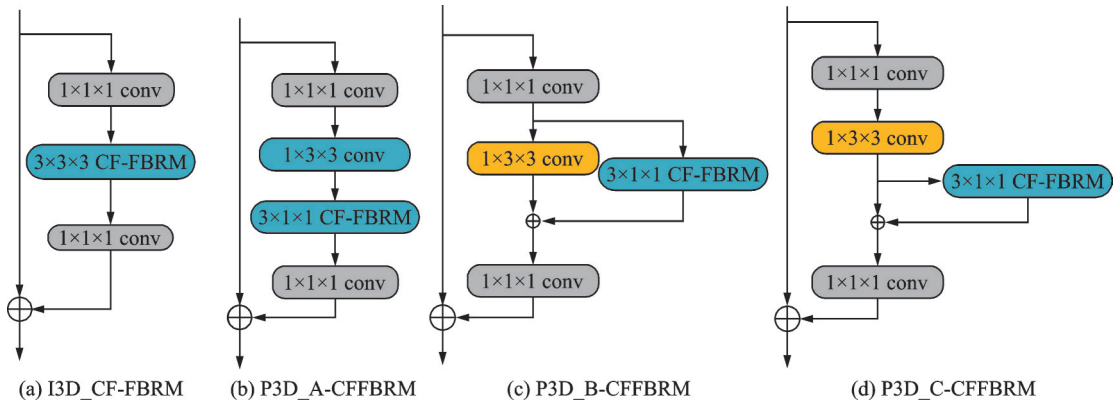 1×1×1 conv
3×3×3 CF-FBRM
1×1×1 conv
(a) I3D_CF-FBRM
1×1×1 conv
1×3×3 conv
3×1×1 CF-FBRM
1×1×1 conv
(b) P3D_A-CFFBRM
1×1×1 conv
1×3×3 conv
3×1×1 CF-FBRM
1×1×1 conv
(c) P3D_B-CFFBRM
1×1×1 conv
1×3×3 conv
3×1×1 CF-FBRM
1×1×1 conv
(d) P3D_C-CFFBRM